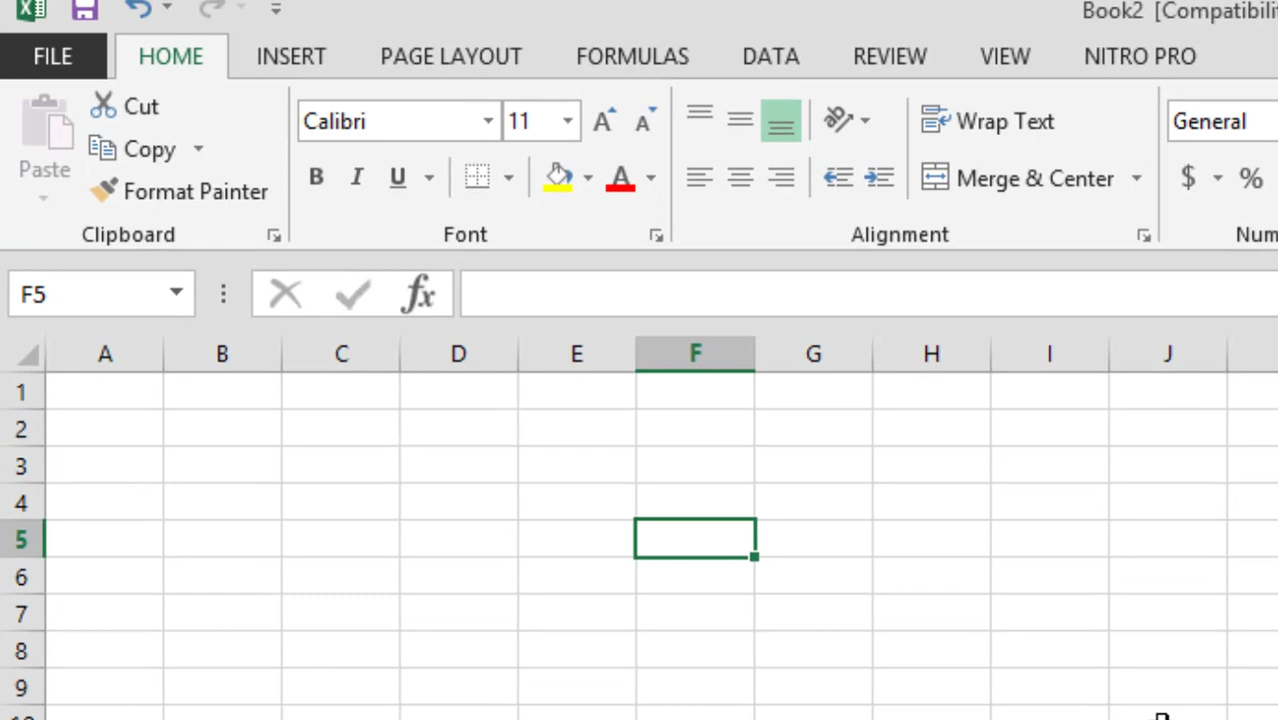 Book2 [Compatibili
FILE HOME INSERT PAGE LAYOUT FORMULAS DATA REVIEW VIEW NITRO PRO
Paste
Cut
Copy
Format Painter
Clipboard
Calibri 11 A A
B I U A
Font
Wrap Text
Merge & Center
Alignment
General
$ %
Num
F5 fx
A B C D E F G H I J
1
2
3
4
5
6
7
8
9
10